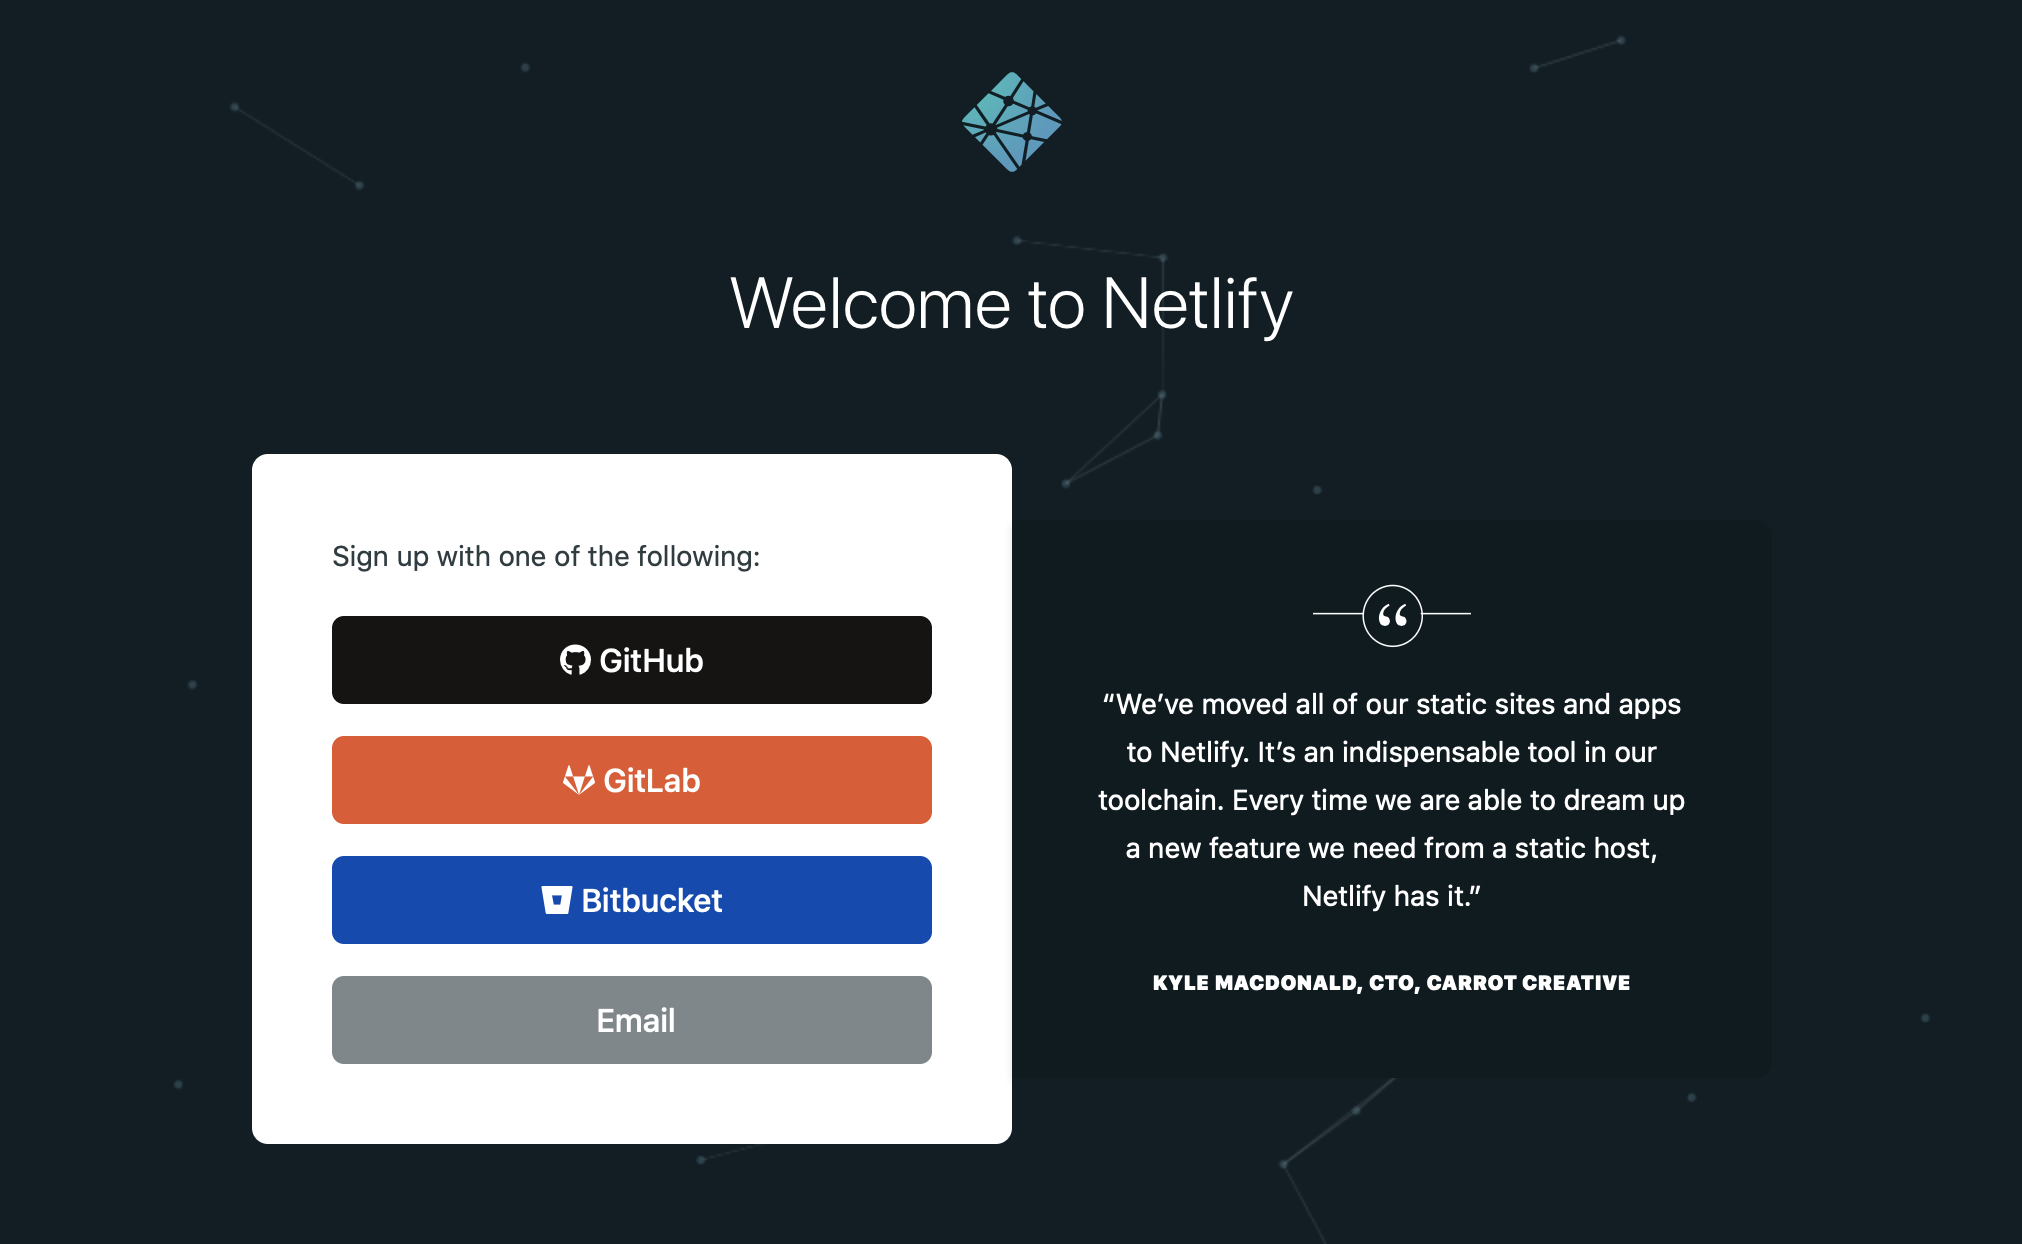 Welcome to Netlify
Sign up with one of the following:
GitHub
GitLab
Bitbucket
Email
“We’ve moved all of our static sites and apps
to Netlify. It’s an indispensable tool in our
toolchain. Every time we are able to dream up
a new feature we need from a static host,
Netlify has it.”
KYLE MACDONALD, CTO, CARROT CREATIVE